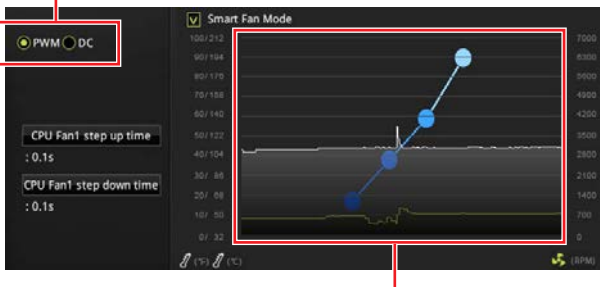 Smart Fan Mode
PWM DC
100/212 7000
90/194 6300
80/176 5600
70/158 4900
60/140 4200
50/122 3500
CPU Fan1 step up time
: 0.1s
40/104 2800
30/ 86 2100
CPU Fan1 step down time
: 0.1s
20/ 68 1400
10/ 50 700
0/ 32 0
(°F) (°C) (RPM)